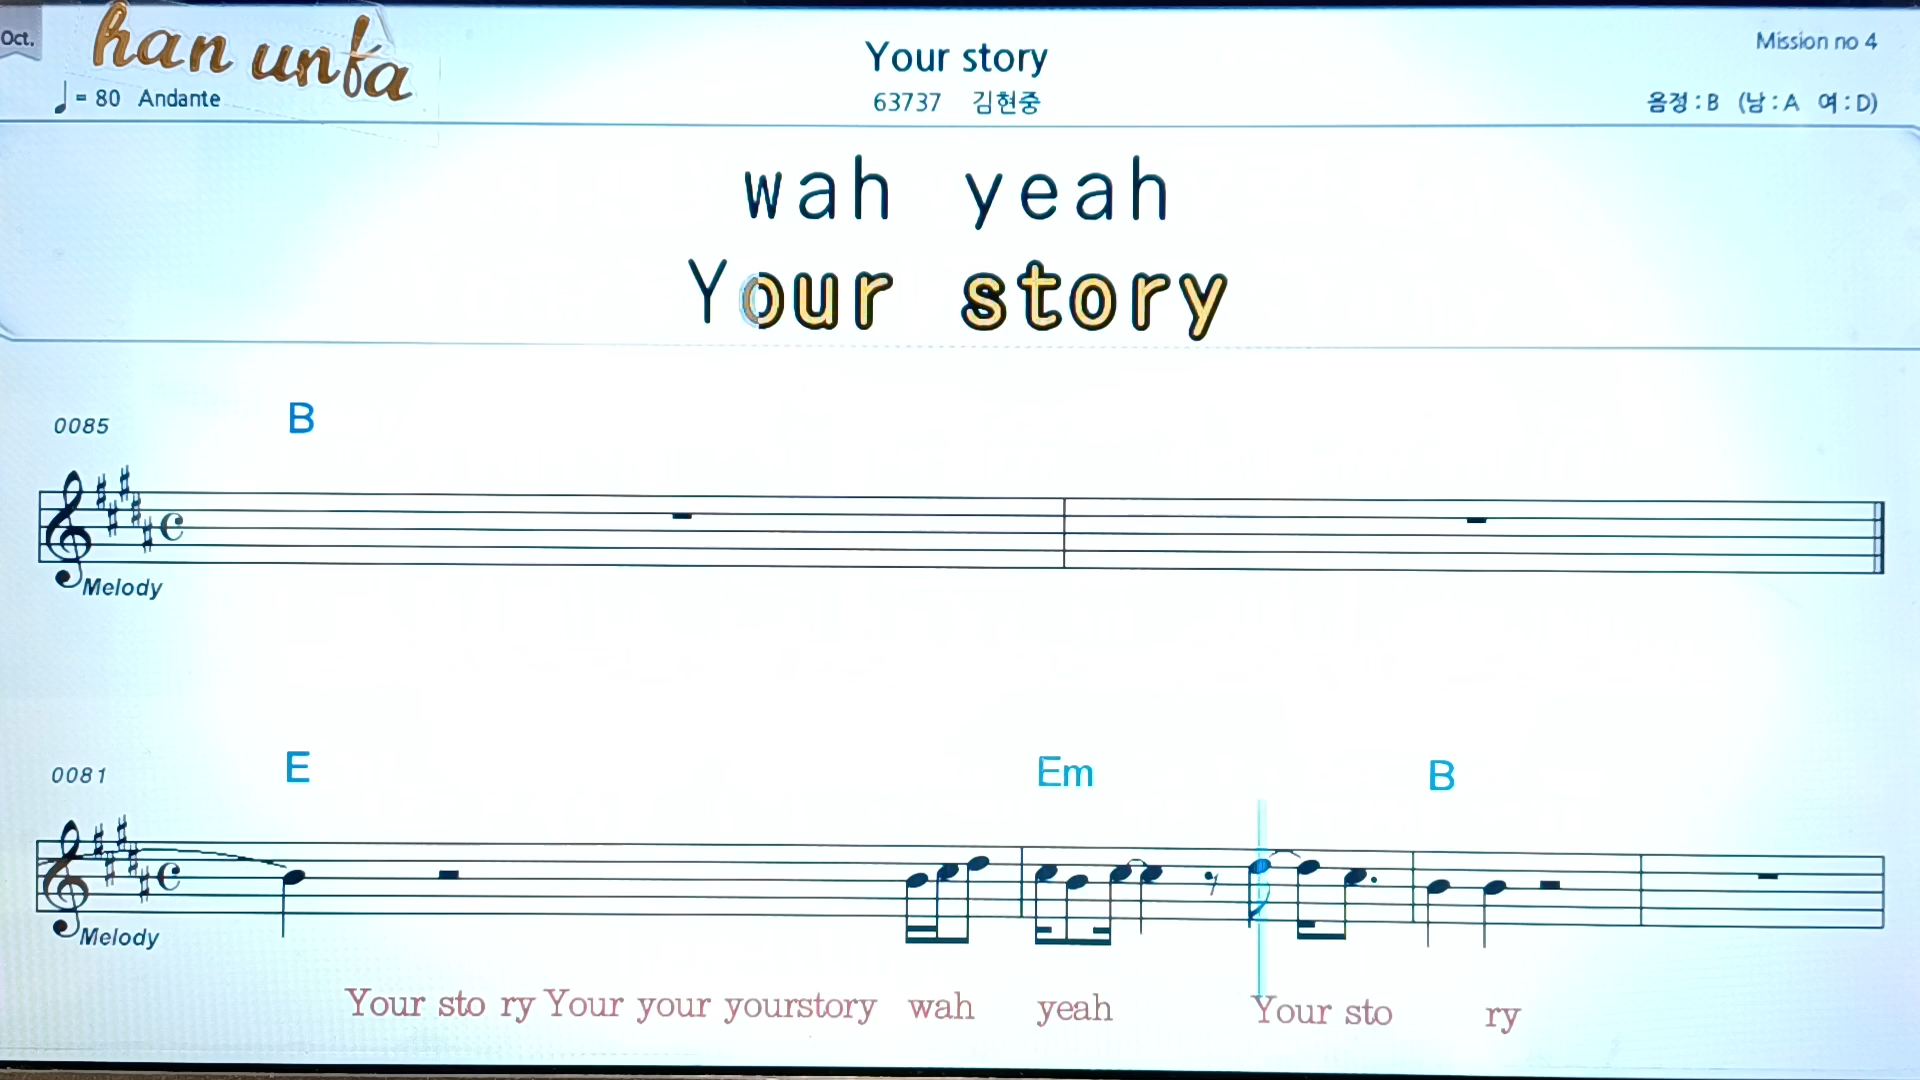 Oct.
han unfa
Your story
Mission no 4
= 80 Andante
63737 김현중
음정 : B (남 : A 여 : D)
wah yeah
Your story
0085
B
Melody
0081
E
Em
B
Melody
Your sto ry Your your yourstory wah yeah Your sto ry